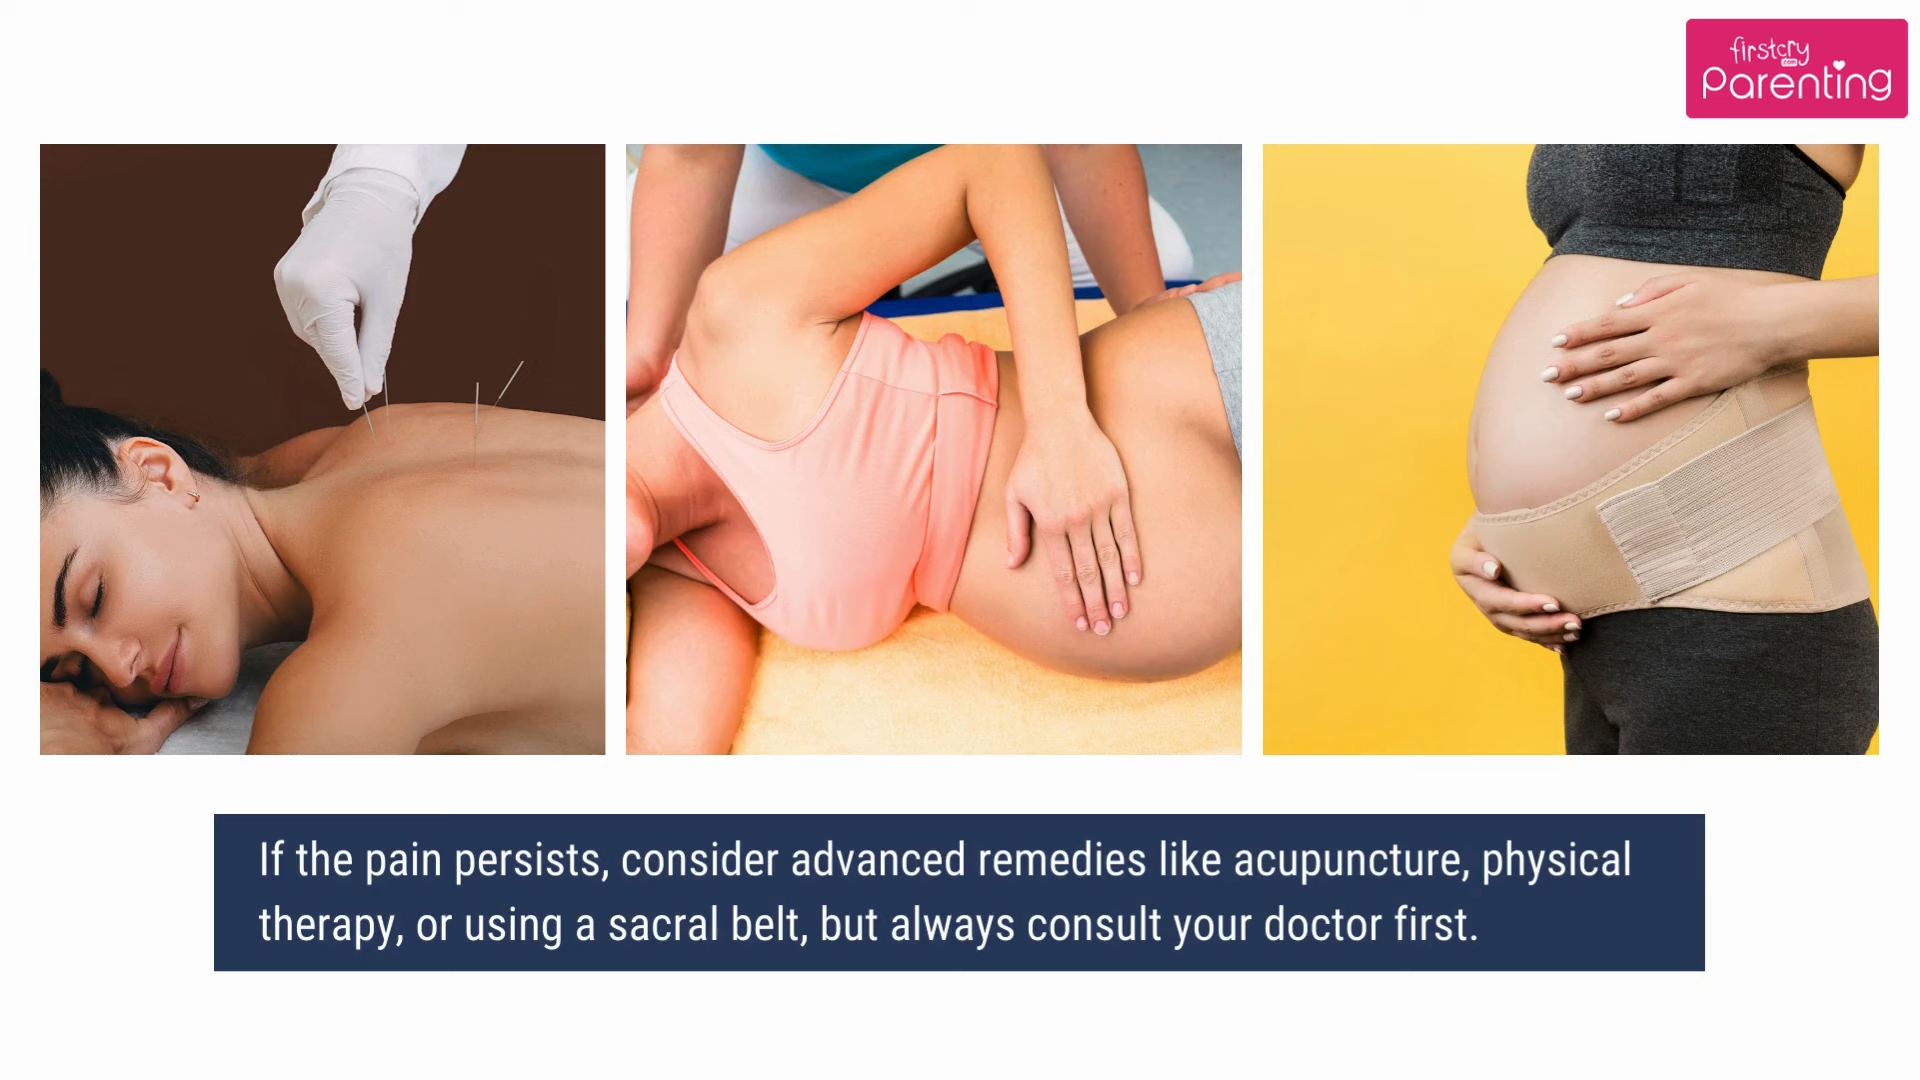 firstcry
.com
Parenting
If the pain persists, consider advanced remedies like acupuncture, physical
therapy, or using a sacral belt, but always consult your doctor first.